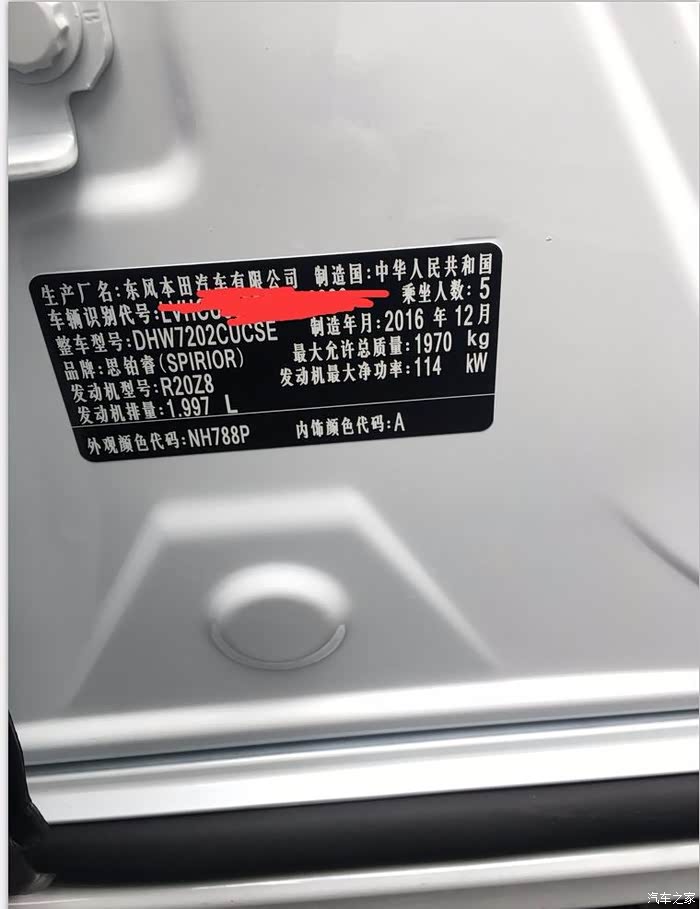 生产厂名:东风本田汽车有限公司 制造国:中华人民共和国
车辆识别代号: 乘坐人数:5
整车型号:DHW7202CUCSE 制造年月:2016 年 12月
品牌:思铂睿(SPIRIOR) 最大允许总质量:1970 kg
发动机型号:R20Z8 发动机最大净功率:114 kW
发动机排量:1.997 L
外观颜色代码:NH788P 内饰颜色代码:A
汽车之家